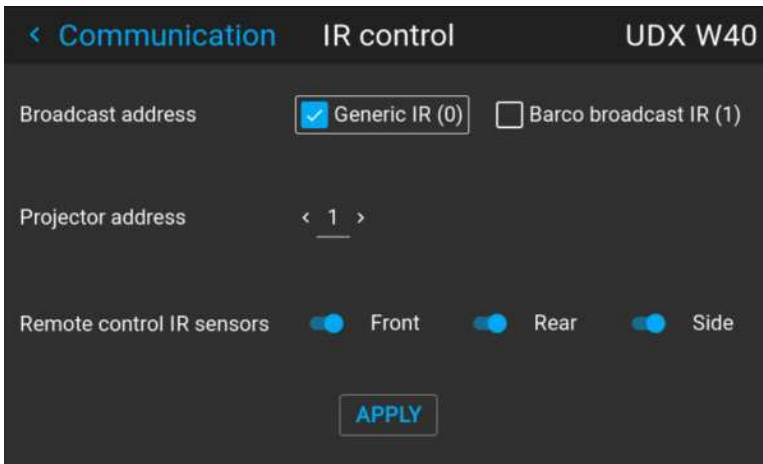 < Communication IR control UDX W40
Broadcast address Generic IR (0) Barco broadcast IR (1)
Projector address < 1 >
Remote control IR sensors Front Rear Side
APPLY